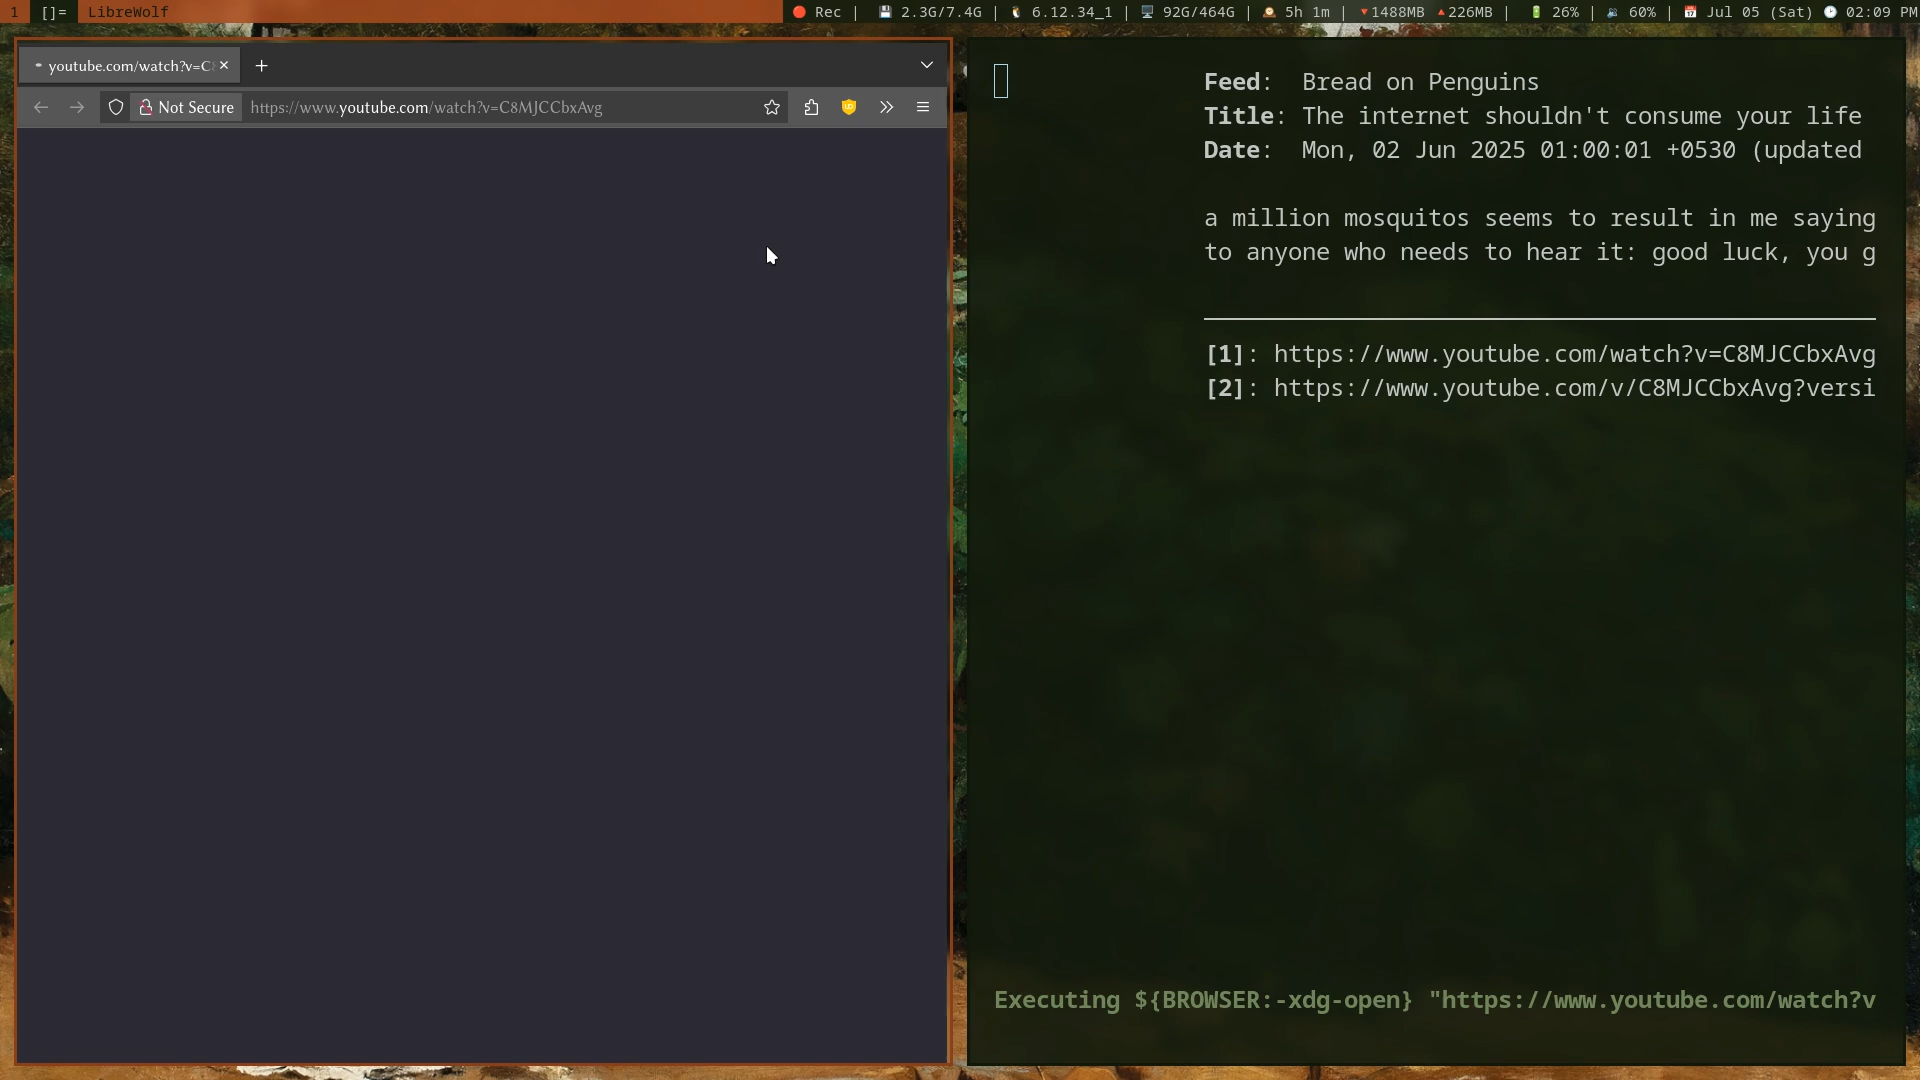 1 []= LibreWolf Rec | 2.3G/7.4G | 6.12.34_1 | 92G/464G | 5h 1m | 1488MB 226MB | 26% | 60% | Jul 05 (Sat) 02:09 PM
youtube.com/watch?v=C
Not Secure https://www.youtube.com/watch?v=C8MJCCbxAvg
Feed: Bread on Penguins
Title: The internet shouldn't consume your life
Date: Mon, 02 Jun 2025 01:00:01 +0530 (updated
a million mosquitos seems to result in me saying
to anyone who needs to hear it: good luck, you g
[1]: https://www.youtube.com/watch?v=C8MJCCbxAvg
[2]: https://www.youtube.com/v/C8MJCCbxAvg?versi
Executing ${BROWSER:-xdg-open} "https://www.youtube.com/watch?v